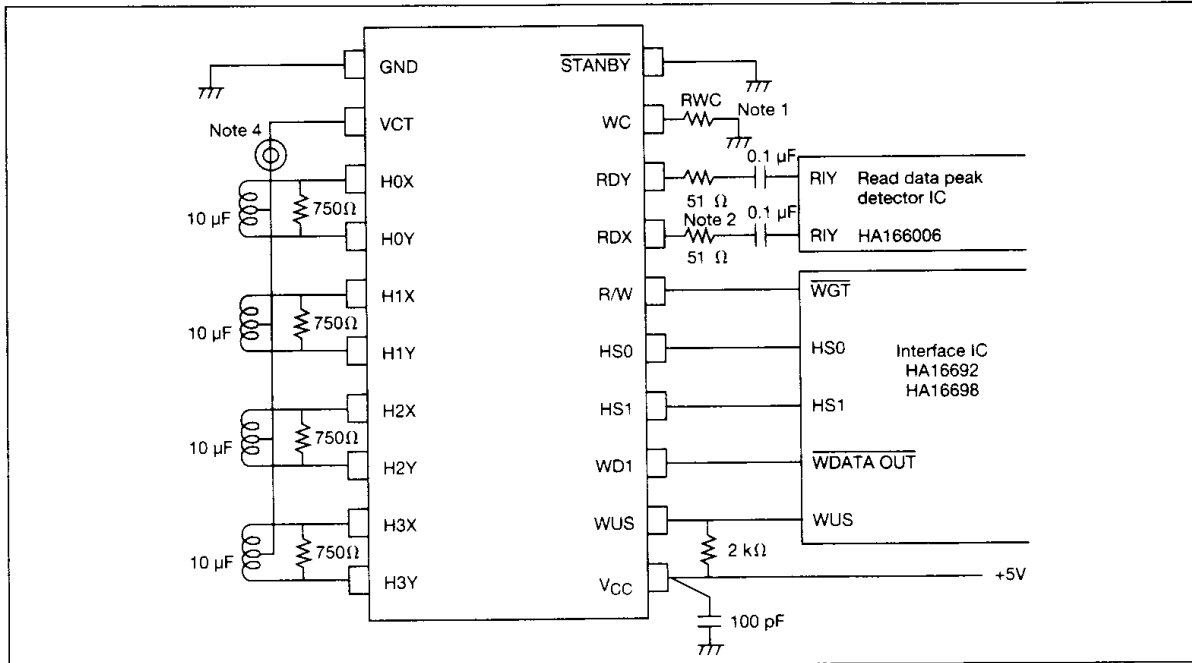 GND
STANBY
VCT
RWC
Note 1
WC
Note 4
0.1 µF
H0X
RDY
RIY
Read data peak
detector IC
10 µF
750Ω
51 Ω
0.1 µF
Note 2
H0Y
RDX
RIY
HA166006
51 Ω
H1X
R/W
WGT
10 µF
750Ω
H1Y
HS0
HS0
Interface IC
HA16692
HA16698
H2X
HS1
HS1
10 µF
750Ω
H2Y
WD1
WDATA OUT
H3X
WUS
WUS
10 µF
750Ω
2 kΩ
H3Y
VCC
+5V
100 pF